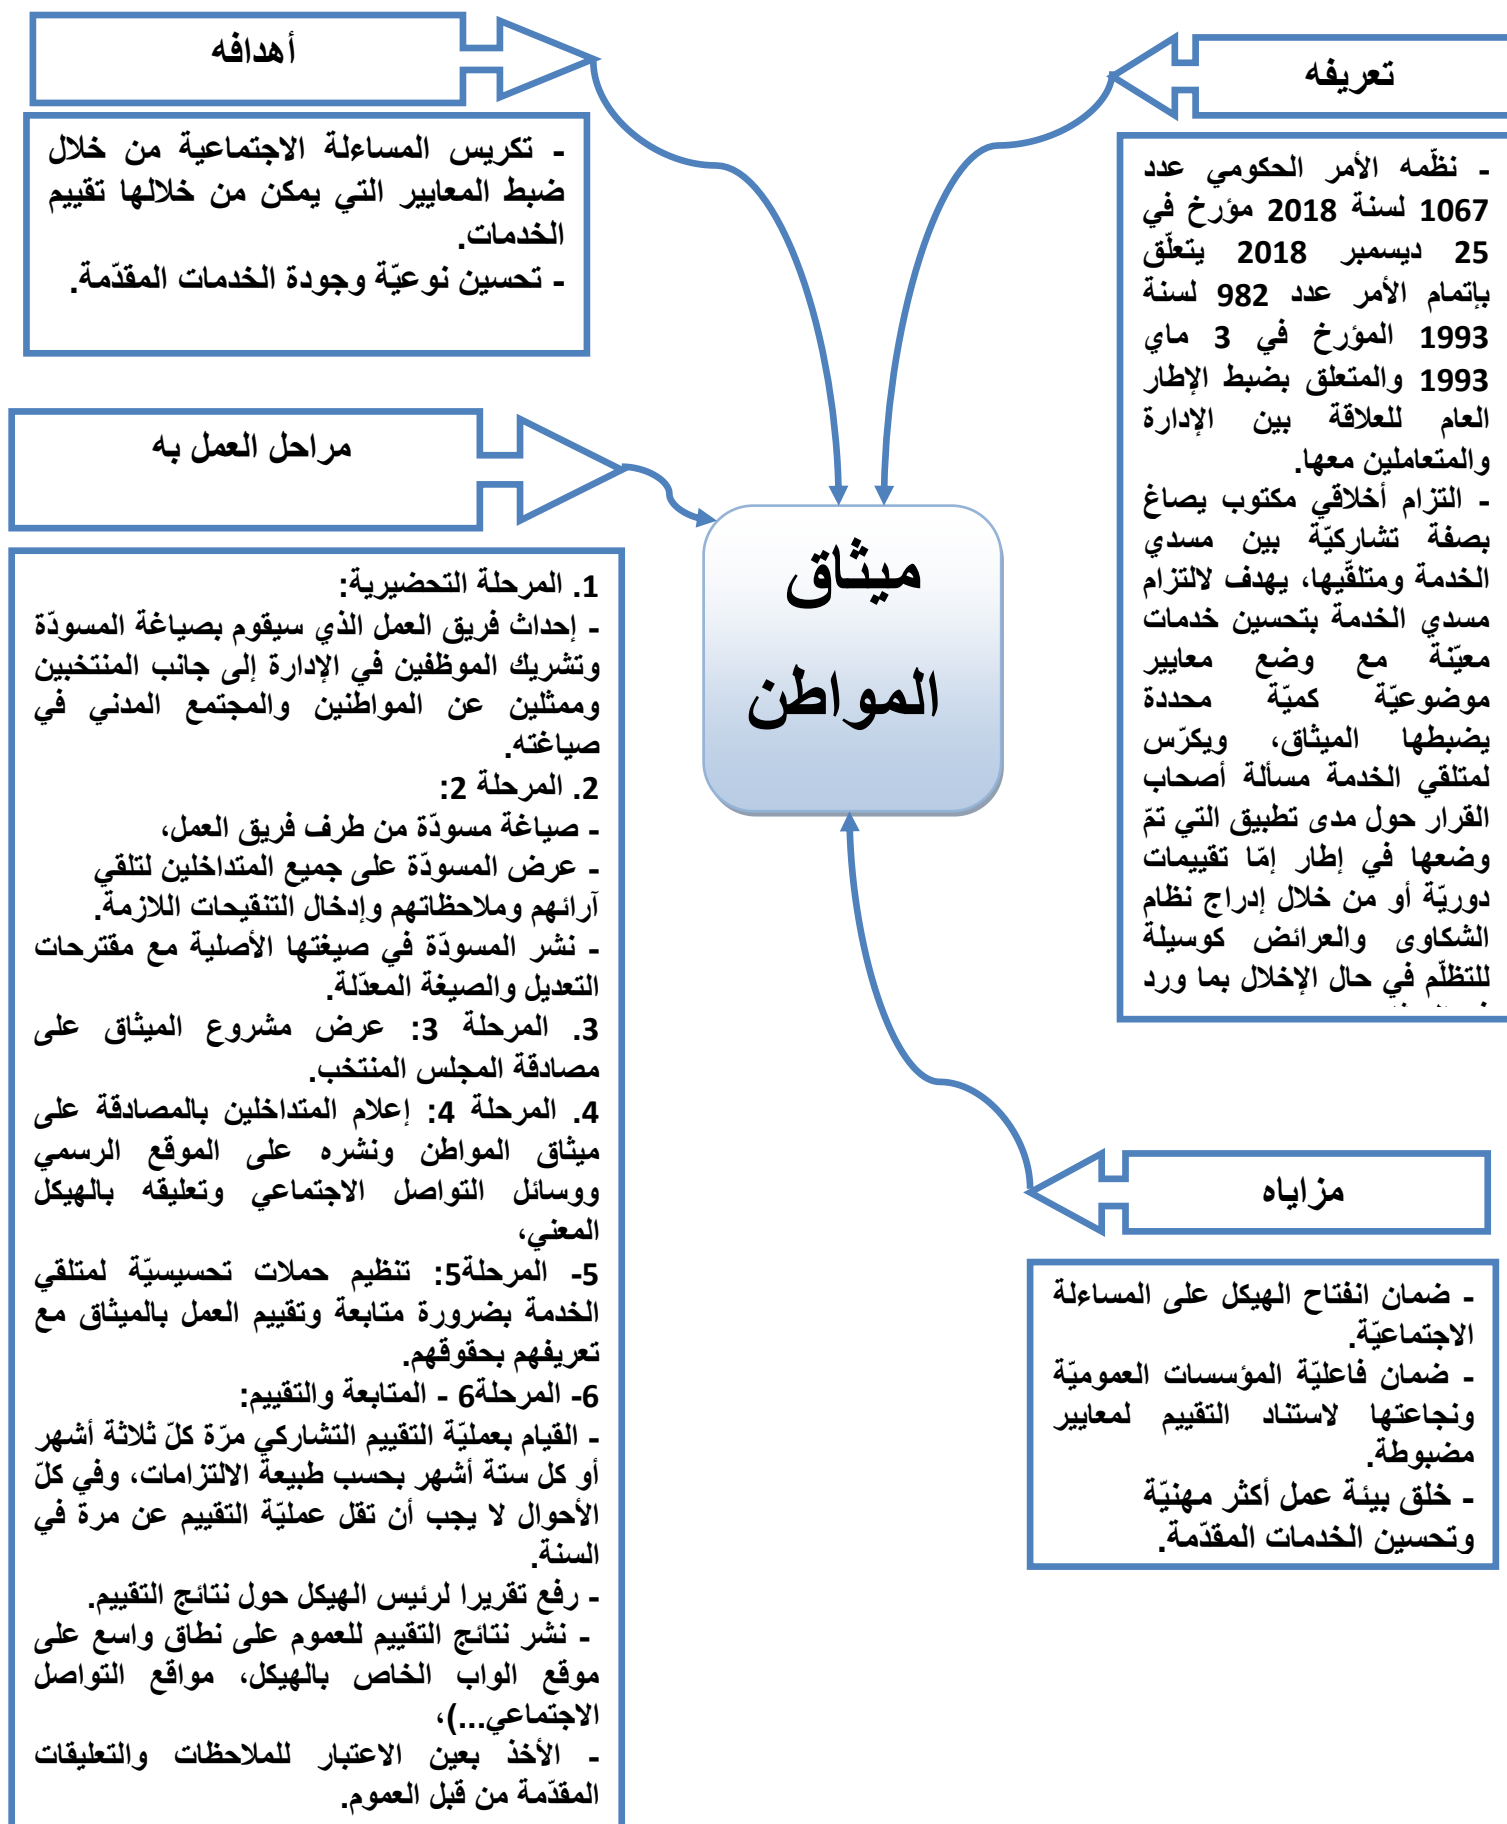 تعريفه
- نظّمه الأمر الحكومي عدد
1067 لسنة 2018 مؤرخ في
25 ديسمبر 2018 يتعلّق
بإتمام الأمر عدد 982 لسنة
1993 المؤرخ في 3 ماي
1993 والمتعلق بضبط الإطار
العام للعلاقة بين الإدارة
والمتعاملين معها.
- التزام أخلاقي مكتوب يصاغ
بصفة تشاركيّة بين مسدي
الخدمة ومتلقّيها، يهدف لالتزام
مسدي الخدمة بتحسين خدمات
معيّنة مع وضع معايير
موضوعيّة كميّة محددة
يضبطها الميثاق، ويكرّس
لمتلقي الخدمة مسألة أصحاب
القرار حول مدى تطبيق التي تمّ
وضعها في إطار إمّا تقييمات
دوريّة أو من خلال إدراج نظام
الشكاوى والعرائض كوسيلة
للتظلّم في حال الإخلال بما ورد
أهدافه
- تكريس المساءلة الاجتماعية من خلال
ضبط المعايير التي يمكن من خلالها تقييم
الخدمات.
- تحسين نوعيّة وجودة الخدمات المقدّمة.
ميثاق
المواطن
مراحل العمل به
1. المرحلة التحضيرية:
- إحداث فريق العمل الذي سيقوم بصياغة المسودّة
وتشريك الموظفين في الإدارة إلى جانب المنتخبين
وممثلين عن المواطنين والمجتمع المدني في
صياغته.
2. المرحلة 2:
- صياغة مسودّة من طرف فريق العمل،
- عرض المسودّة على جميع المتداخلين لتلقي
آرائهم وملاحظاتهم وإدخال التنقيحات اللازمة.
- نشر المسودّة في صيغتها الأصلية مع مقترحات
التعديل والصيغة المعدّلة.
3. المرحلة 3: عرض مشروع الميثاق على
مصادقة المجلس المنتخب.
4. المرحلة 4: إعلام المتداخلين بالمصادقة على
ميثاق المواطن ونشره على الموقع الرسمي
ووسائل التواصل الاجتماعي وتعليقه بالهيكل
المعني،
5- المرحلة5: تنظيم حملات تحسيسيّة لمتلقي
الخدمة بضرورة متابعة وتقييم العمل بالميثاق مع
تعريفهم بحقوقهم.
6- المرحلة6 - المتابعة والتقييم:
- القيام بعمليّة التقييم التشاركي مرّة كلّ ثلاثة أشهر
أو كل ستة أشهر بحسب طبيعة الالتزامات، وفي كلّ
الأحوال لا يجب أن تقل عمليّة التقييم عن مرة في
السنة.
- رفع تقريرا لرئيس الهيكل حول نتائج التقييم.
- نشر نتائج التقييم للعموم على نطاق واسع على
موقع الواب الخاص بالهيكل، مواقع التواصل
الاجتماعي...)،
- الأخذ بعين الاعتبار للملاحظات والتعليقات
المقدّمة من قبل العموم.
مزاياه
- ضمان انفتاح الهيكل على المساءلة
الاجتماعيّة.
- ضمان فاعليّة المؤسسات العموميّة
ونجاعتها لاستناد التقييم لمعايير
مضبوطة.
- خلق بيئة عمل أكثر مهنيّة
وتحسين الخدمات المقدّمة.